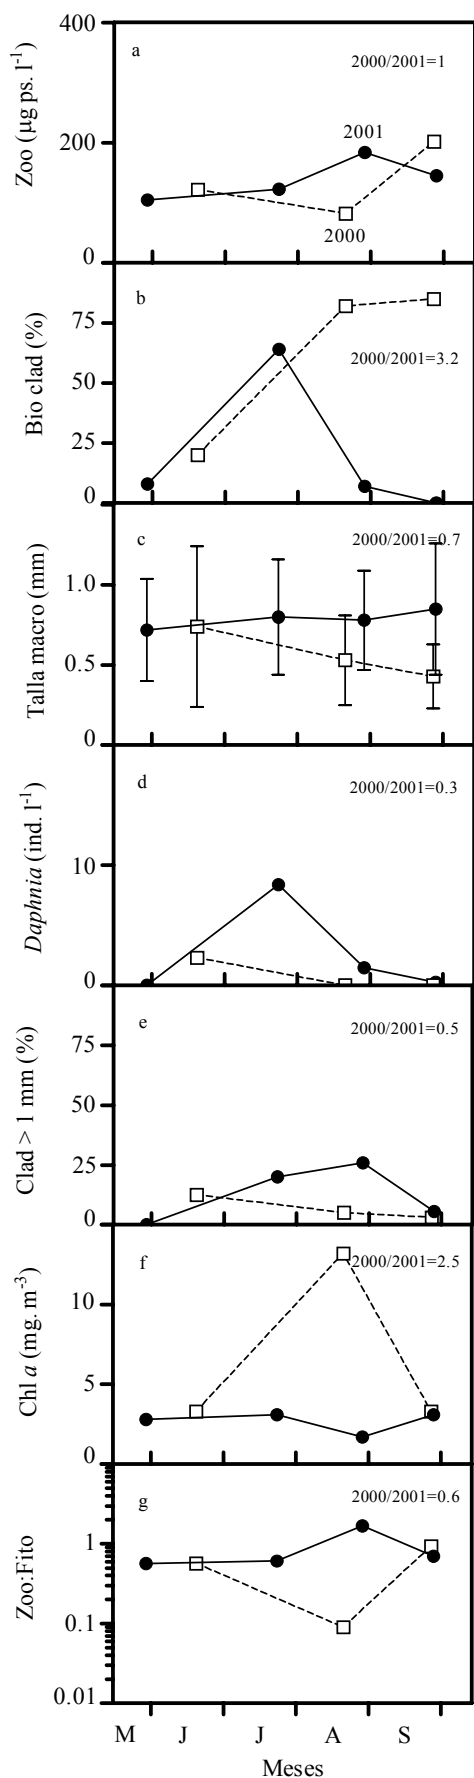 a
2000/2001=1
Zoo (µg ps. l⁻¹)
400
200
0
2001
2000
b
2000/2001=3.2
Bio clad (%)
75
50
25
0
c
2000/2001=0.7
Talla macro (mm)
1.0
0.5
0
d
2000/2001=0.3
Daphnia (ind. l⁻¹)
10
0
e
2000/2001=0.5
Clad > 1 mm (%)
75
50
25
0
f
2000/2001=2.5
Chl a (mg. m⁻³)
10
5
0
g
2000/2001=0.6
Zoo:Fito
1
0.1
0.01
M J J A S
Meses